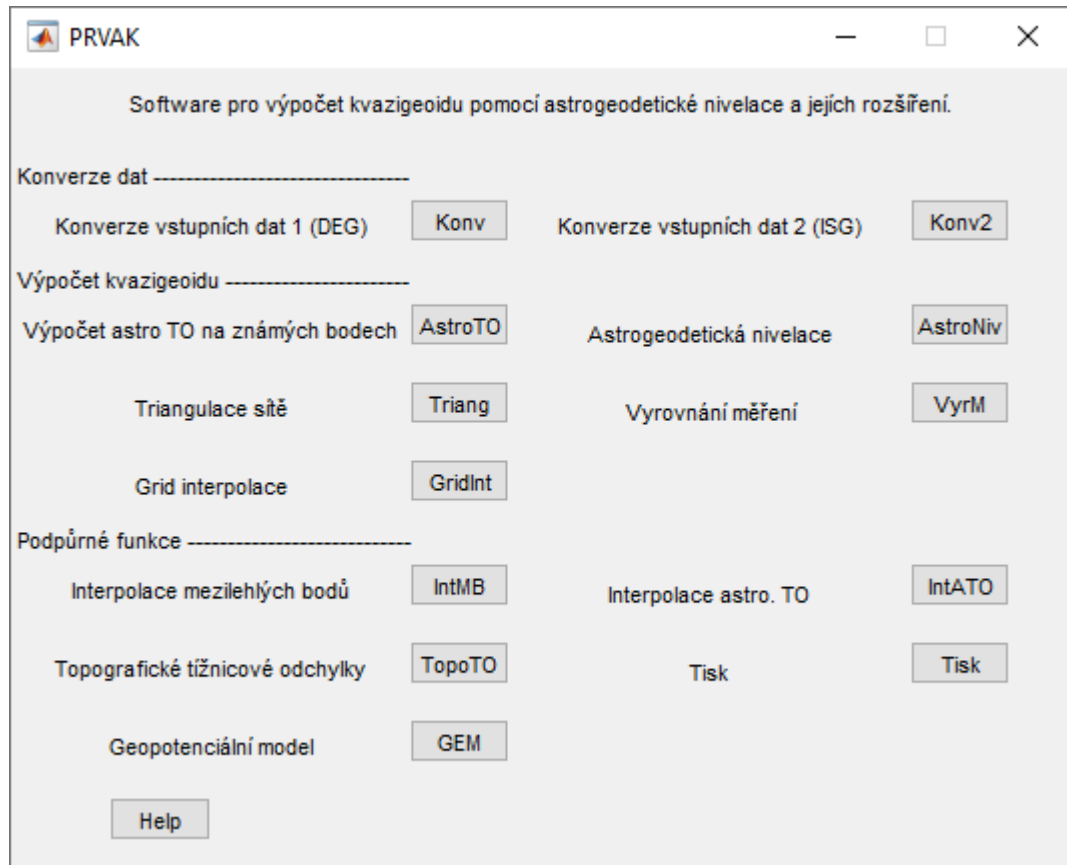 PRVAK
Software pro výpočet kvazigeoidu pomocí astrogeodetické nivelace a jejích rozšíření.
Konverze dat --------------------------------
Konverze vstupních dat 1 (DEG) Konv Konverze vstupních dat 2 (ISG) Konv2
Výpočet kvazigeoidu -----------------------
Výpočet astro TO na známých bodech AstroTO Astrogeodetická nivelace AstroNiv
Triangulace sítě Triang Vyrovnání měření VyrM
Grid interpolace GridInt
Podpůrné funkce ----------------------------
Interpolace mezilehlých bodů IntMB Interpolace astro. TO IntATO
Topografické tížnicové odchylky TopoTO Tisk Tisk
Geopotenciální model GEM
Help